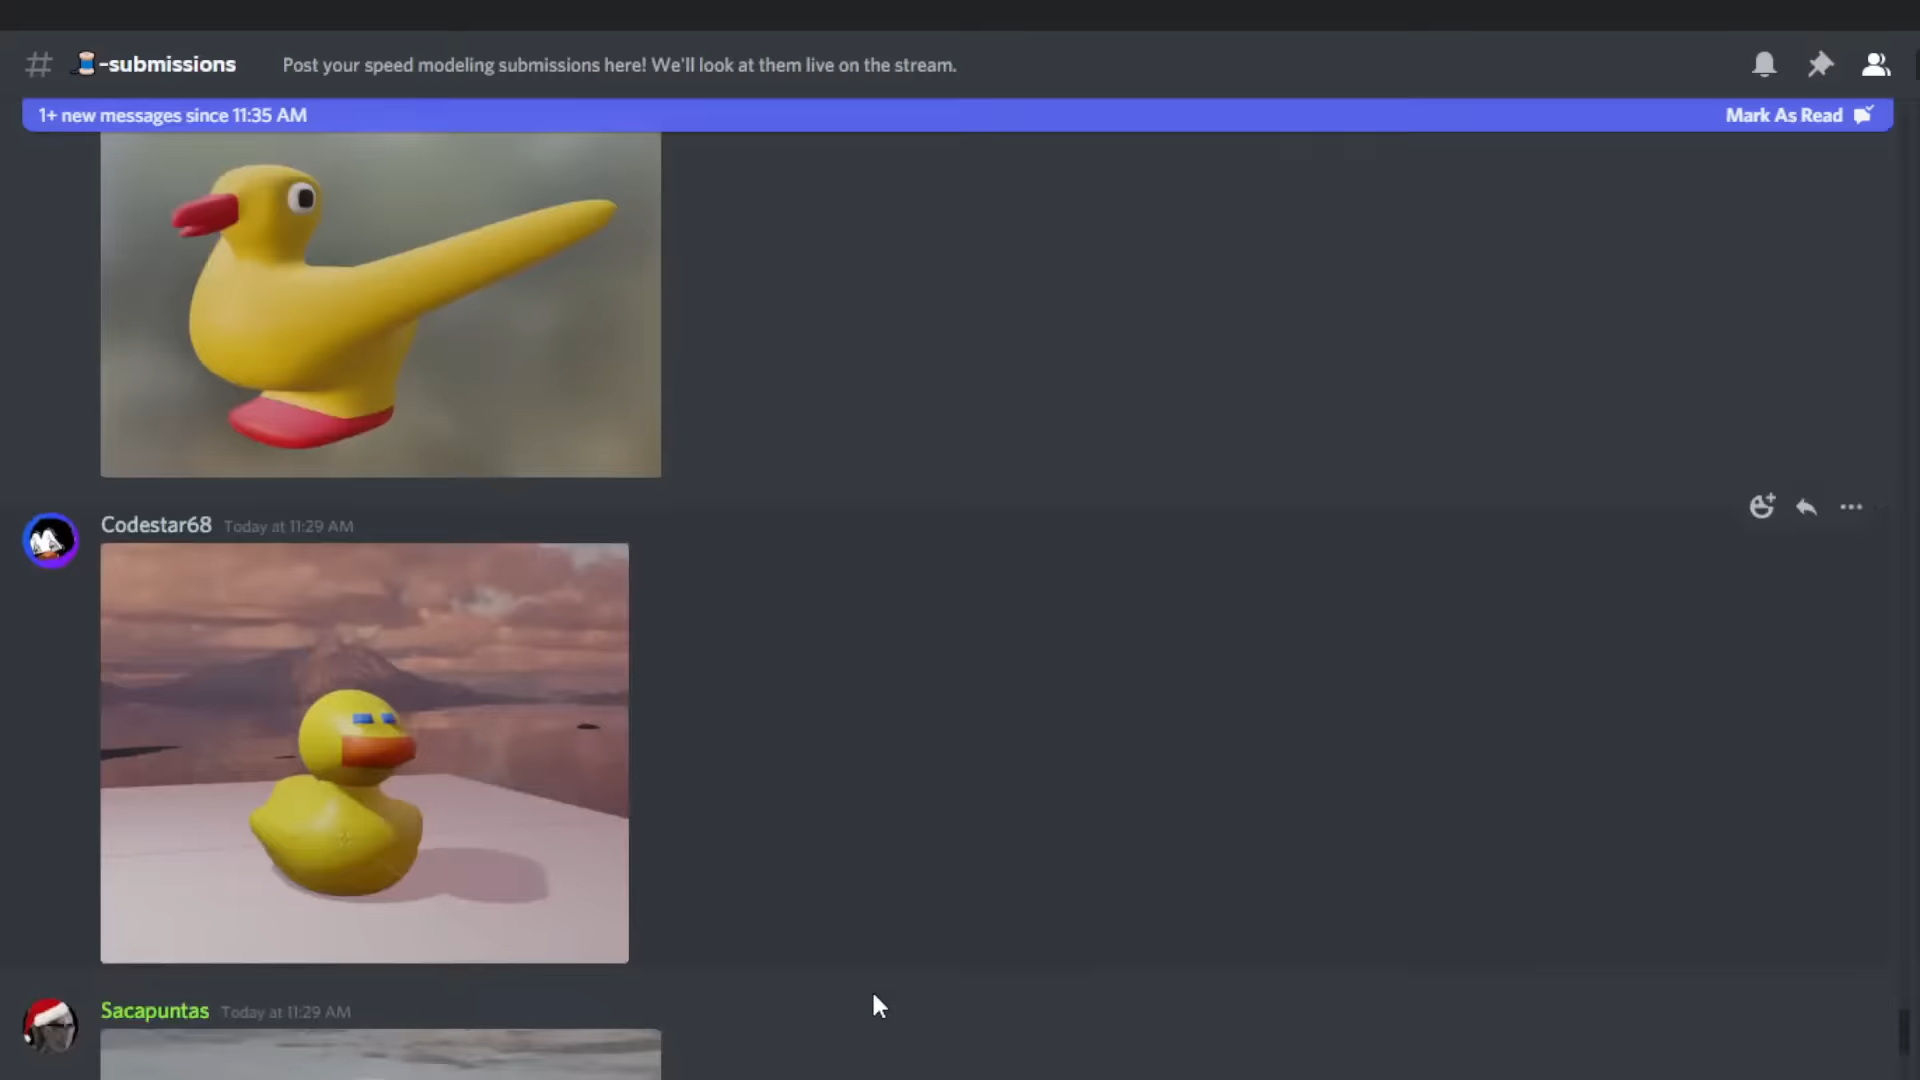 -submissions
Post your speed modeling submissions here! We'll look at them live on the stream.
1+ new messages since 11:35 AM
Mark As Read
Codestar68 Today at 11:29 AM
Sacapuntas Today at 11:29 AM